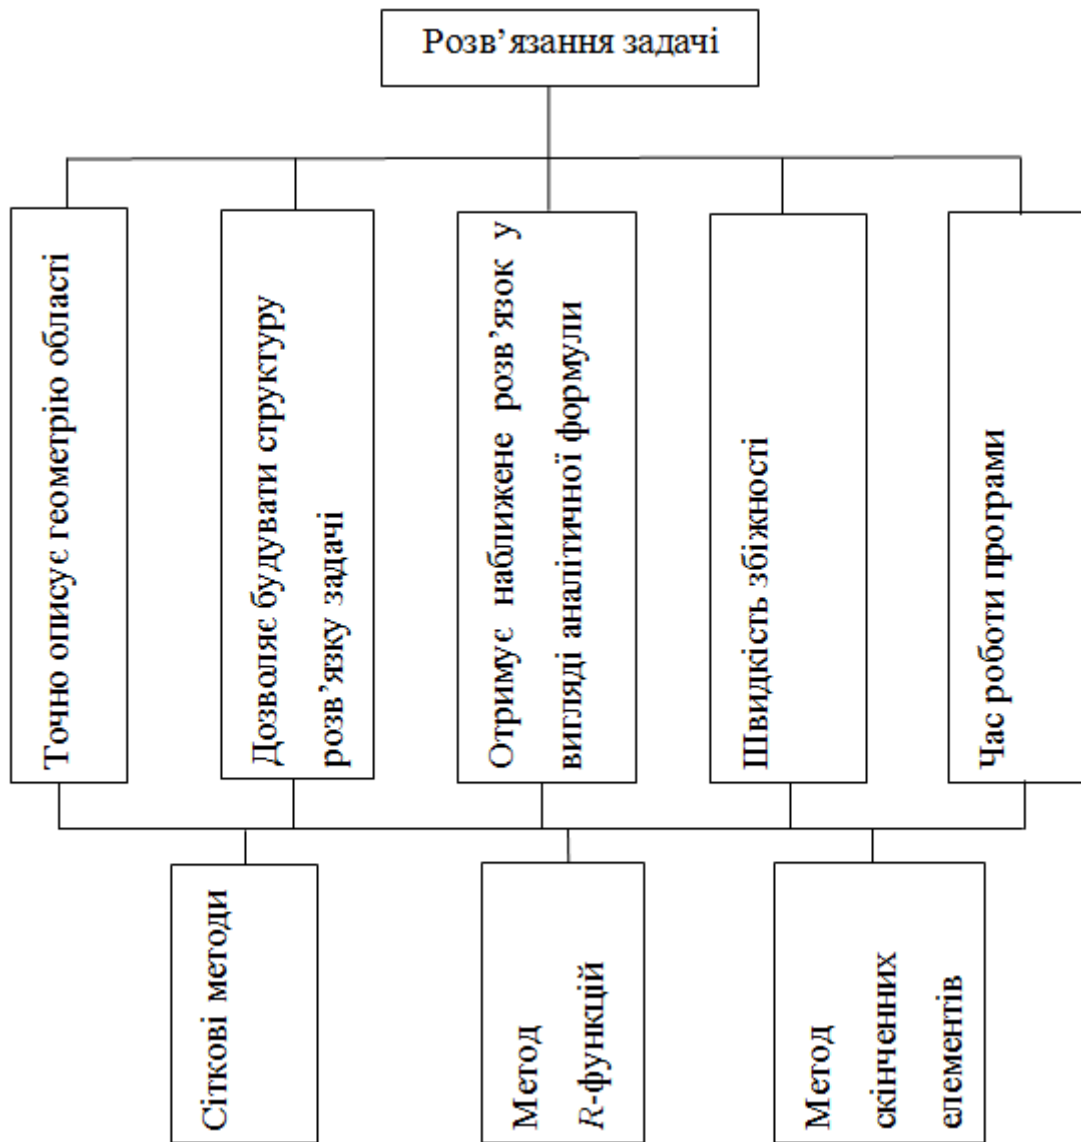 Розв’язання задачі
Точно описує геометрію області
Дозволяє будувати структуру
розв’язку задачі
Отримує наближене розв’язок у
вигляді аналітичної формули
Швидкість збіжності
Час роботи програми
Сіткові методи
Метод
R-функцій
Метод
скінченних
елементів